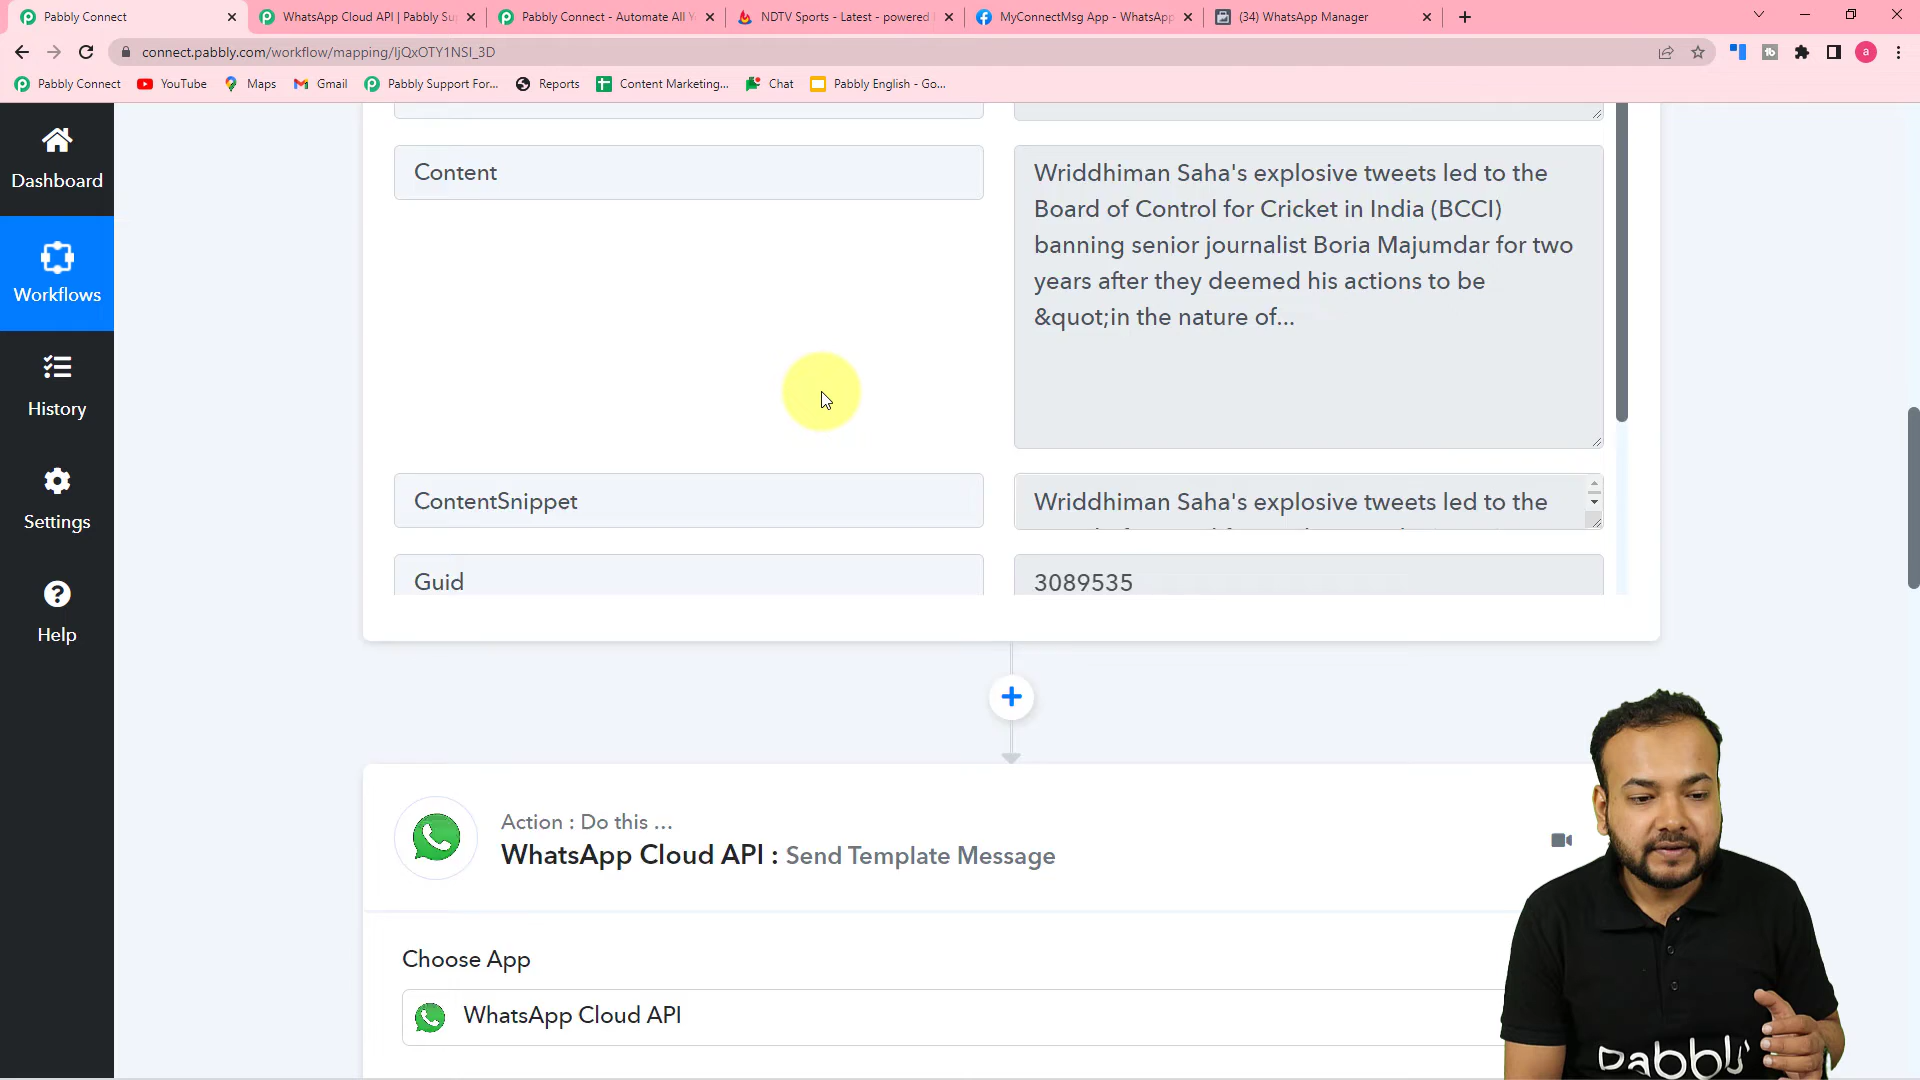 Pabbly Connect
WhatsApp Cloud API | Pabbly Su
Pabbly Connect - Automate All Y
NDTV Sports - Latest - powered
MyConnectMsg App - WhatsApp
(34) WhatsApp Manager
connect.pabbly.com/workflow/mapping/IjQxOTY1NSI_3D
a
Pabbly Connect
YouTube
Maps
Gmail
Pabbly Support For...
Reports
Content Marketing...
Chat
Pabbly English - Go...
Dashboard
Workflows
History
Settings
Help
Content
Wriddhiman Saha's explosive tweets led to the
Board of Control for Cricket in India (BCCI)
banning senior journalist Boria Majumdar for two
years after they deemed his actions to be
&quot;in the nature of...
ContentSnippet
Wriddhiman Saha's explosive tweets led to the
Guid
3089535
Action : Do this ...
WhatsApp Cloud API : Send Template Message
Choose App
WhatsApp Cloud API
Pabbly